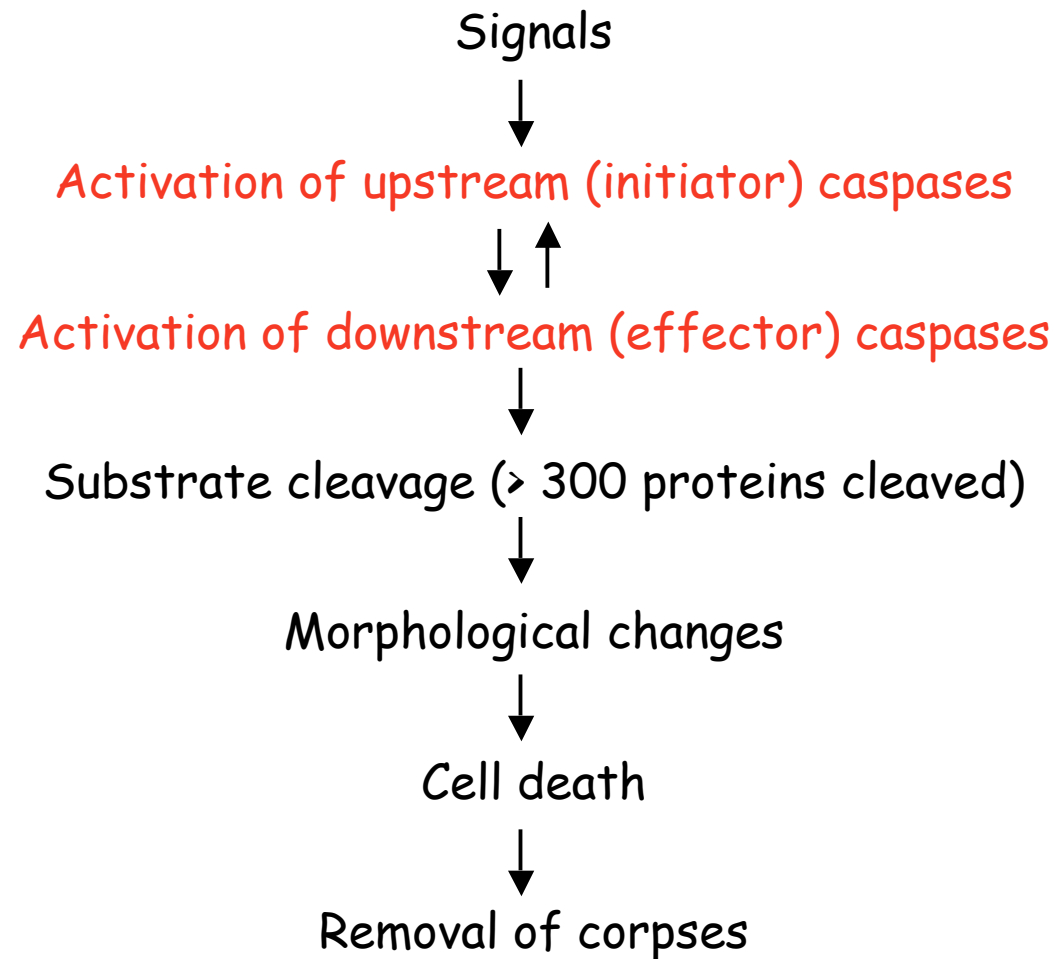 Signals
Activation of upstream (initiator) caspases
Activation of downstream (effector) caspases
Substrate cleavage (> 300 proteins cleaved)
Morphological changes
Cell death
Removal of corpses